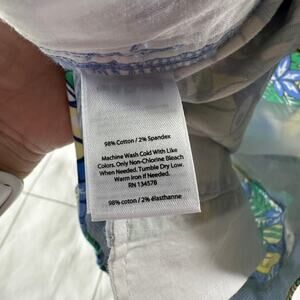 98% Cotton / 2% Spandex
Machine Wash Cold With Like
Colors. Only Non-Chlorine Bleach
When Needed. Tumble Dry Low.
Warm Iron if Needed.
RN 134578
98% cotton / 2% élasthanne